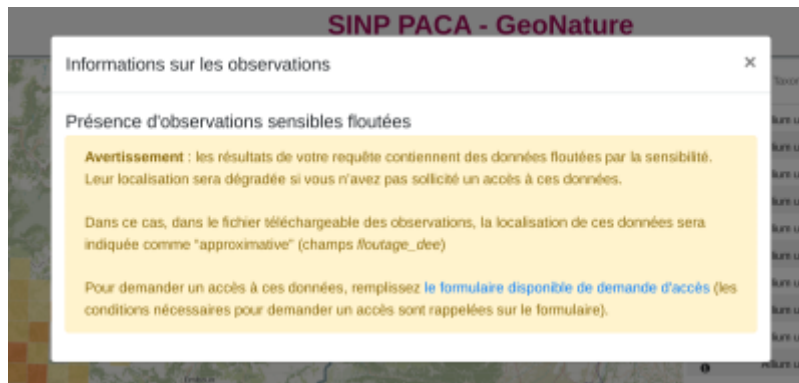 SINP PACA - GeoNature
Informations sur les observations
×
Présence d'observations sensibles floutées
Avertissement : les résultats de votre requête contiennent des données floutées par la sensibilité.
Leur localisation sera dégradée si vous n'avez pas sollicité un accès à ces données.
Dans ce cas, dans le fichier téléchargeable des observations, la localisation de ces données sera
indiquée comme "approximative" (champs floutage_dee)
Pour demander un accès à ces données, remplissez le formulaire disponible de demande d'accès (les
conditions nécessaires pour demander un accès sont rappelées sur le formulaire).